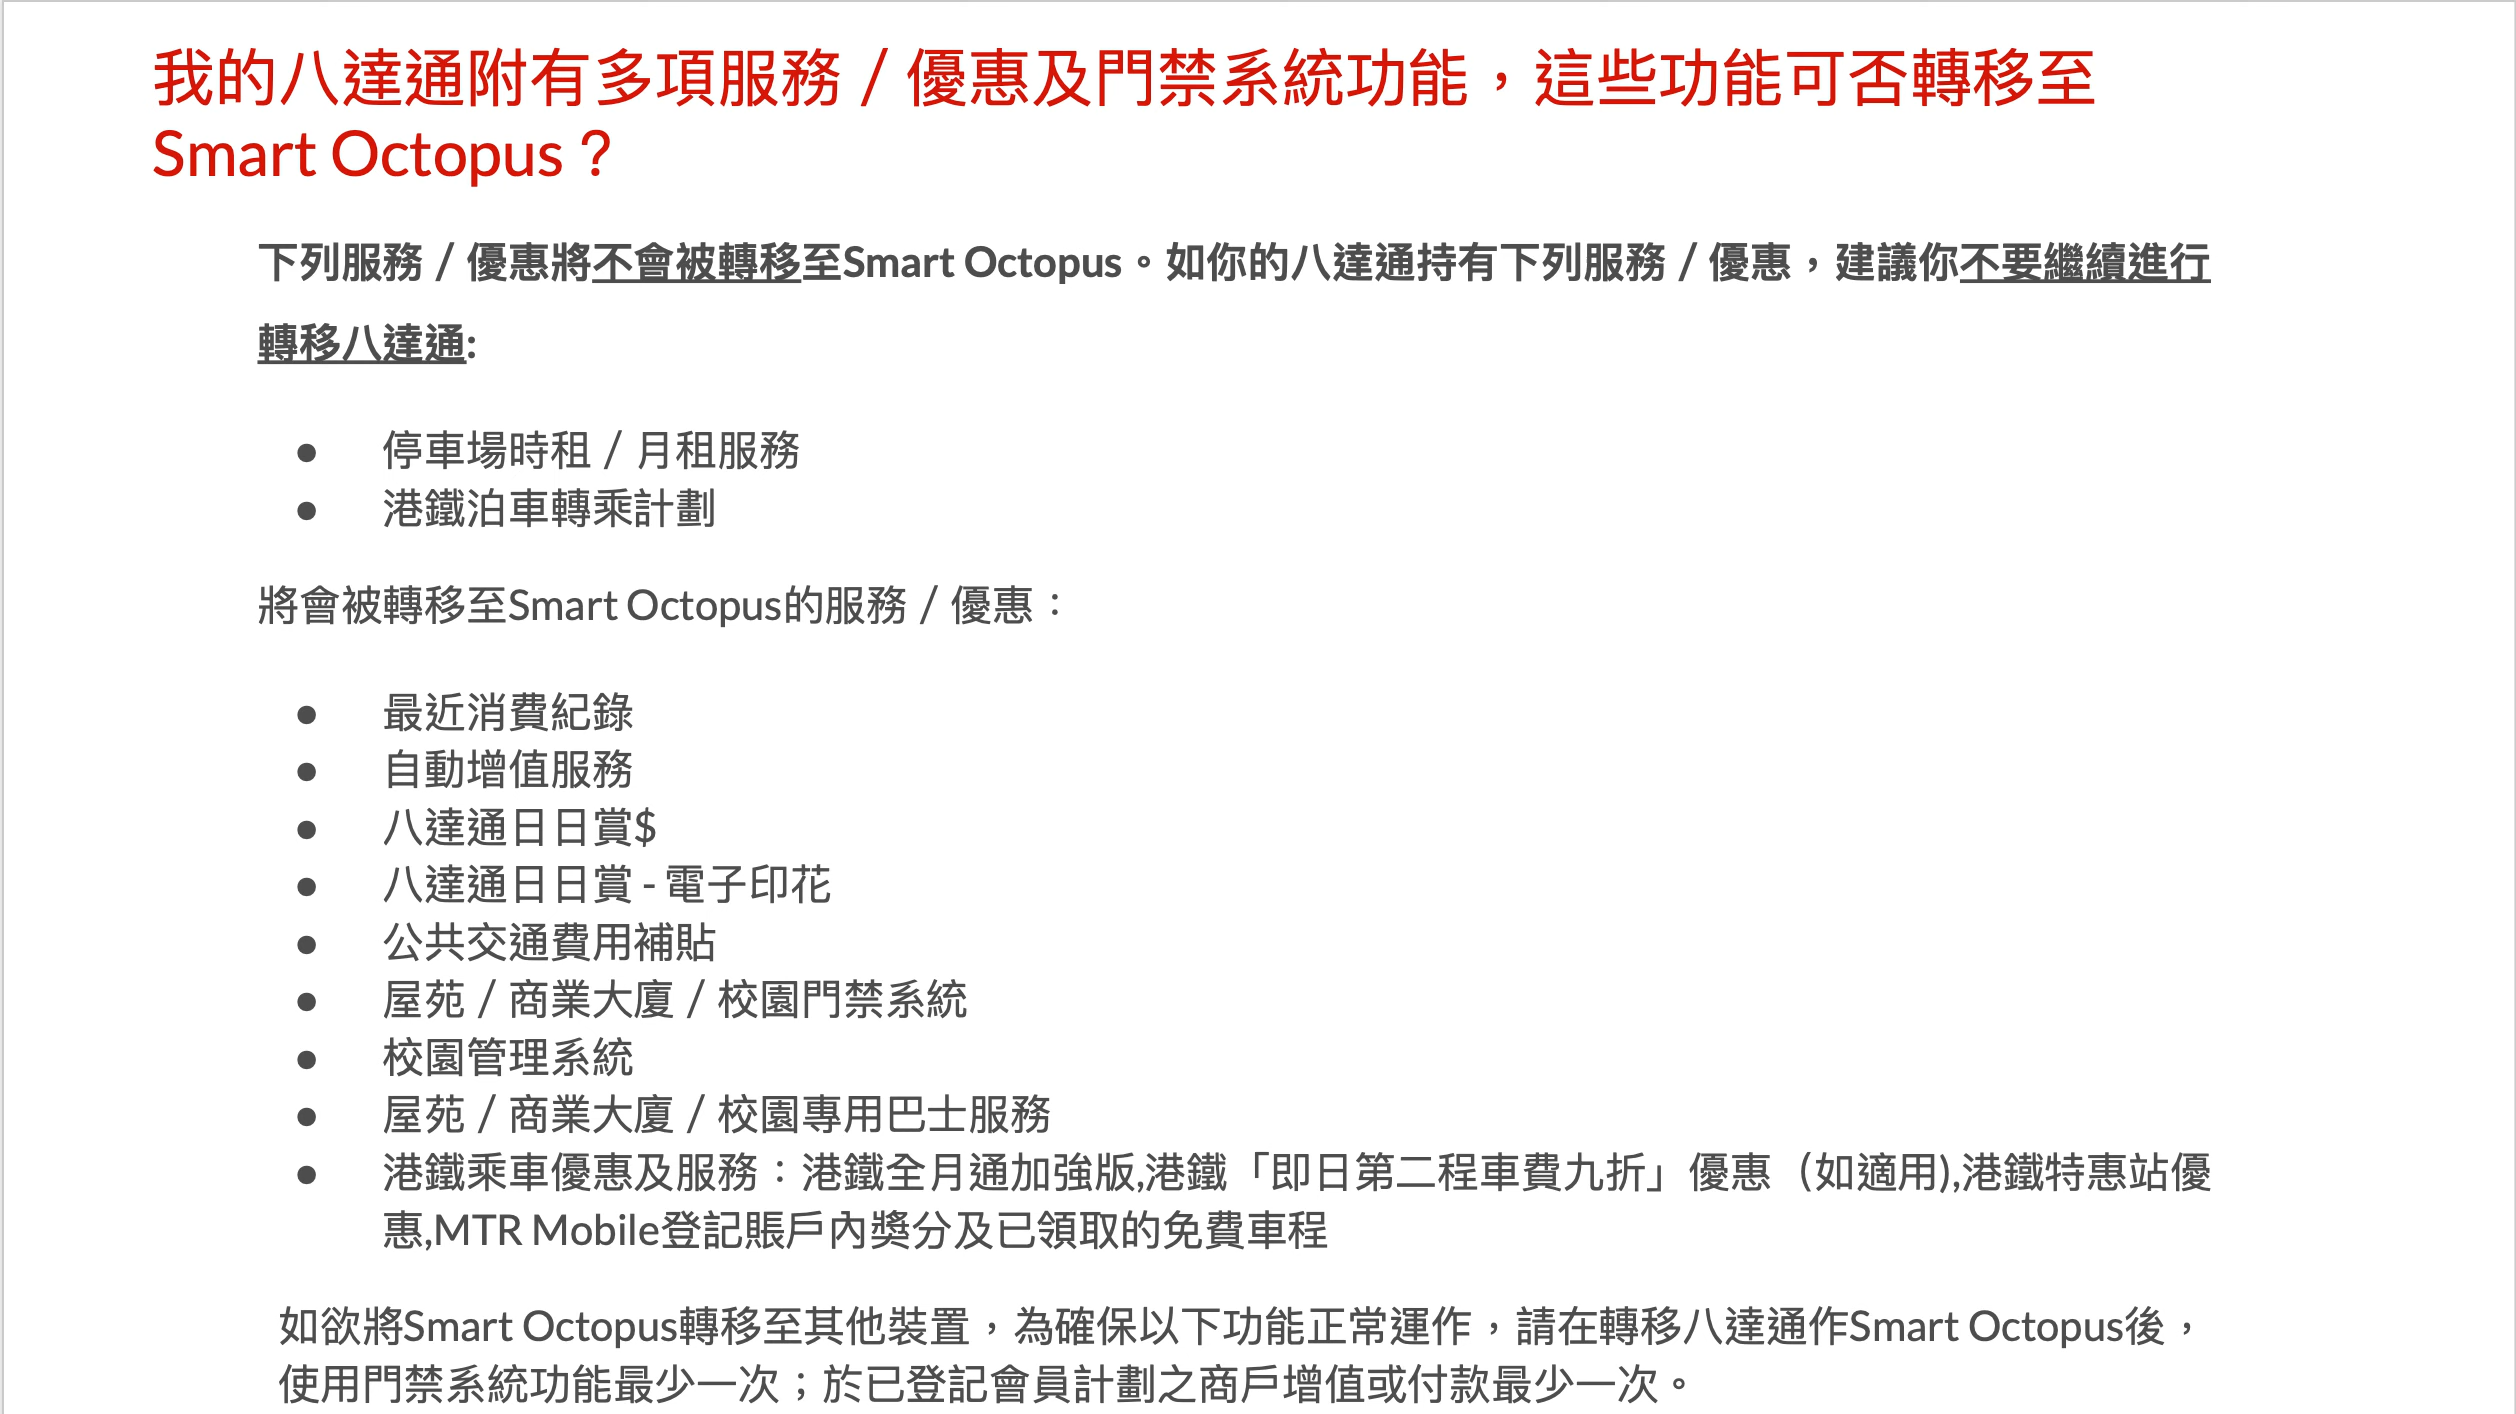 我的八達通附有多項服務 / 優惠及門禁系統功能，這些功能可否轉移至
Smart Octopus？
下列服務 / 優惠將不會被轉移至Smart Octopus。如你的八達通持有下列服務 / 優惠，建議你不要繼續進行
轉移八達通:
● 停車場時租 / 月租服務
● 港鐵泊車轉乘計劃
將會被轉移至Smart Octopus的服務 / 優惠：
● 最近消費紀錄
● 自動增值服務
● 八達通日日賞$
● 八達通日日賞 - 電子印花
● 公共交通費用補貼
● 屋苑 / 商業大廈 / 校園門禁系統
● 校園管理系統
● 屋苑 / 商業大廈 / 校園專用巴士服務
● 港鐵乘車優惠及服務：港鐵全月通加強版,港鐵「即日第二程車費九折」優惠（如適用),港鐵特惠站優
惠,MTR Mobile登記賬戶內獎分及已領取的免費車程
如欲將Smart Octopus轉移至其他裝置，為確保以下功能正常運作，請在轉移八達通作Smart Octopus後，
使用門禁系統功能最少一次；於已登記會員計劃之商戶增值或付款最少一次。